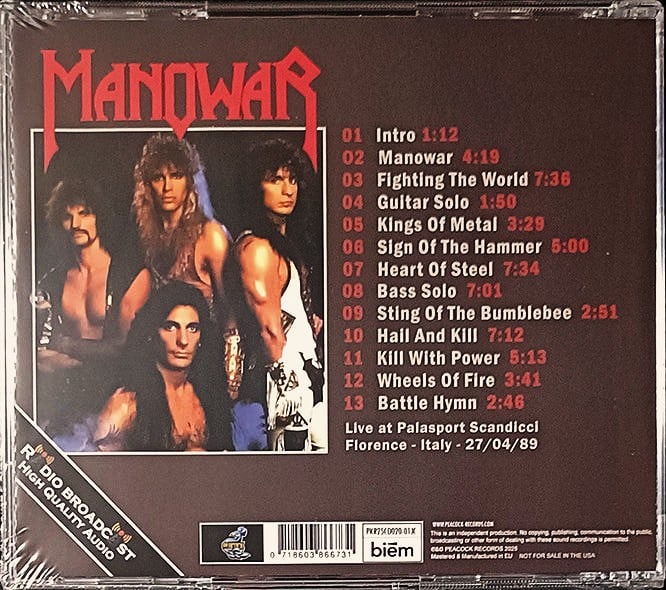 MANOWAR
01 Intro 1:12
02 Manowar 4:19
03 Fighting The World 7:36
04 Guitar Solo 1:50
05 Kings Of Metal 3:29
06 Sign Of The Hammer 5:00
07 Heart Of Steel 7:34
08 Bass Solo 7:01
09 Sting Of The Bumblebee 2:51
10 Hail And Kill 7:12
11 Kill With Power 5:13
12 Wheels Of Fire 3:41
13 Battle Hymn 2:46
Live at Palasport Scandicci
Florence - Italy - 27/04/89
RADIO BROADCAST
HIGH QUALITY AUDIO
0 718603 866731
biem
WWW.PEACOCK-RECORDS.COM
This is an independent production. No copying, publishing, communication to the public,
broadcasting or other form of dealing with these sound recordings is permitted.
©&© PEACOCK RECORDS 2025
Mastered & Manufactured in EU NOT FOR SALE IN THE USA